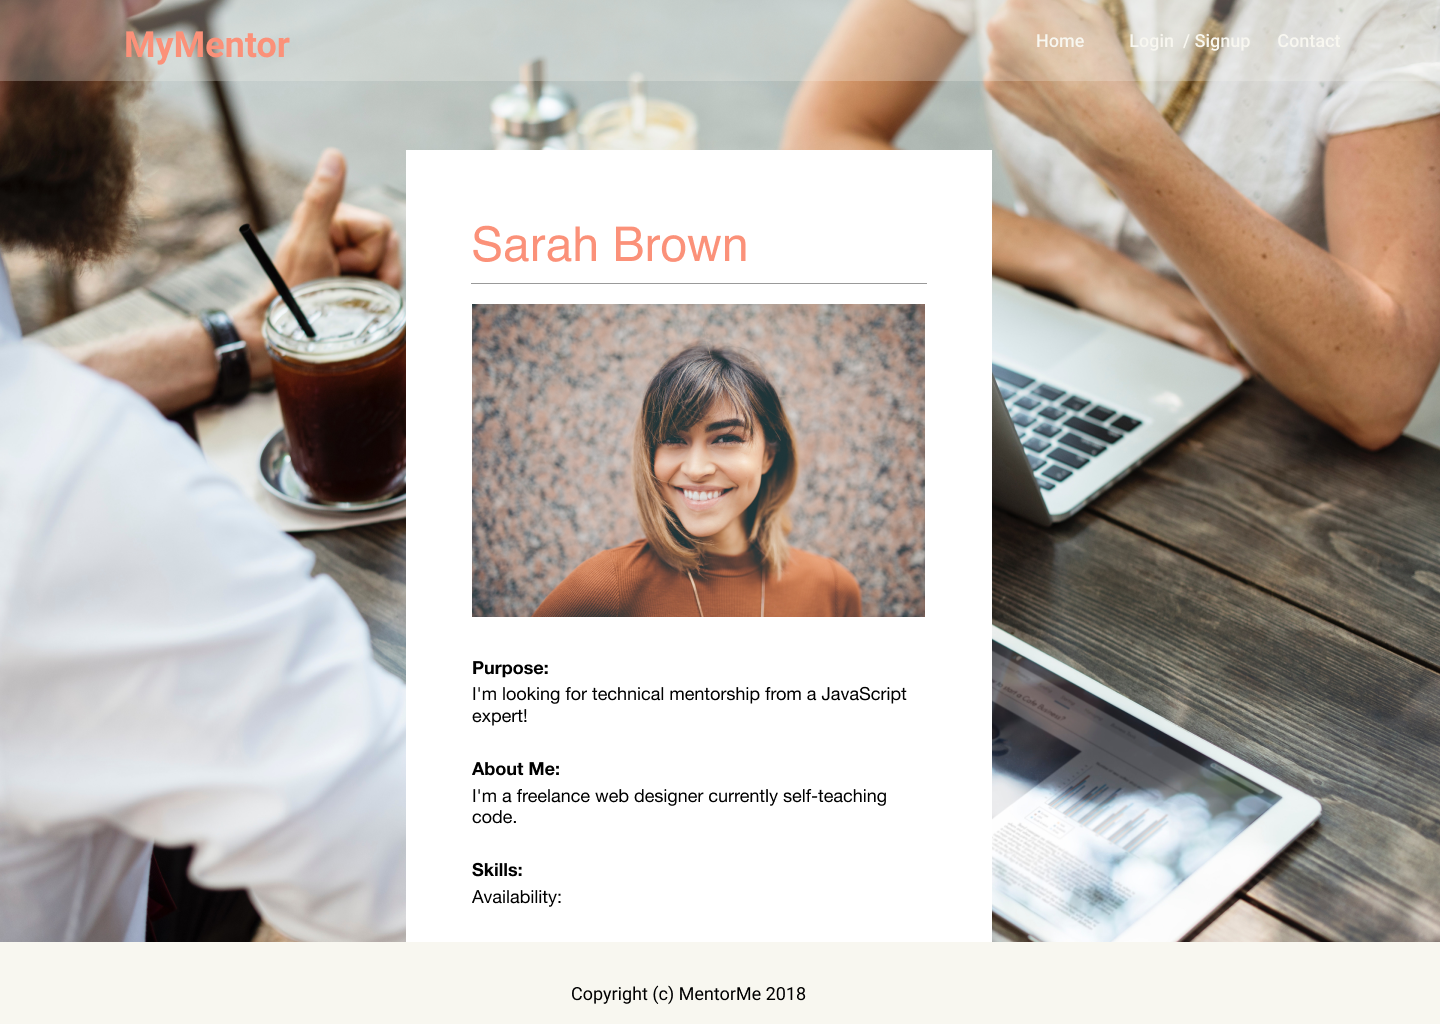 MyMentor
Home Login / Signup Contact
Sarah Brown
Purpose:
I'm looking for technical mentorship from a JavaScript
expert!
About Me:
I'm a freelance web designer currently self-teaching
code.
Skills:
Availability:
Copyright (c) MentorMe 2018